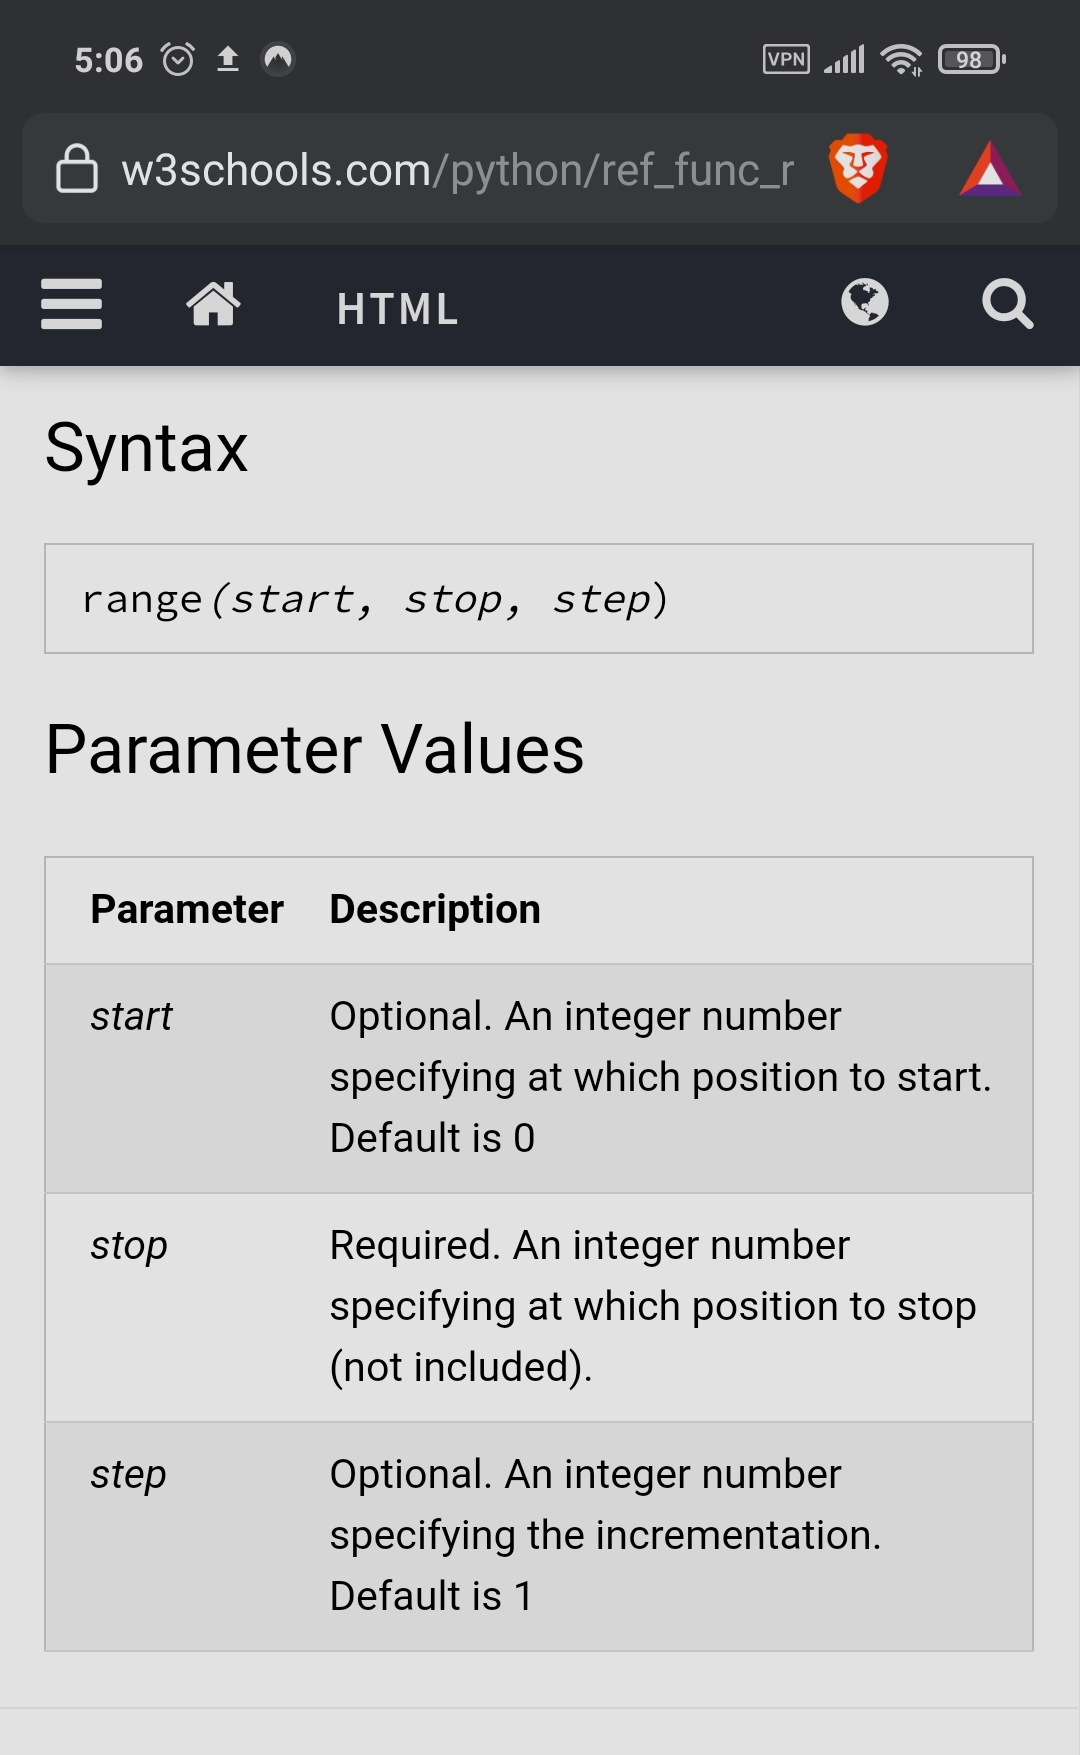 5:06 VPN 98
w3schools.com/python/ref_func_r
HTML
Syntax
range(start, stop, step)
Parameter Values
Parameter Description
start Optional. An integer number
specifying at which position to start.
Default is 0
stop Required. An integer number
specifying at which position to stop
(not included).
step Optional. An integer number
specifying the incrementation.
Default is 1